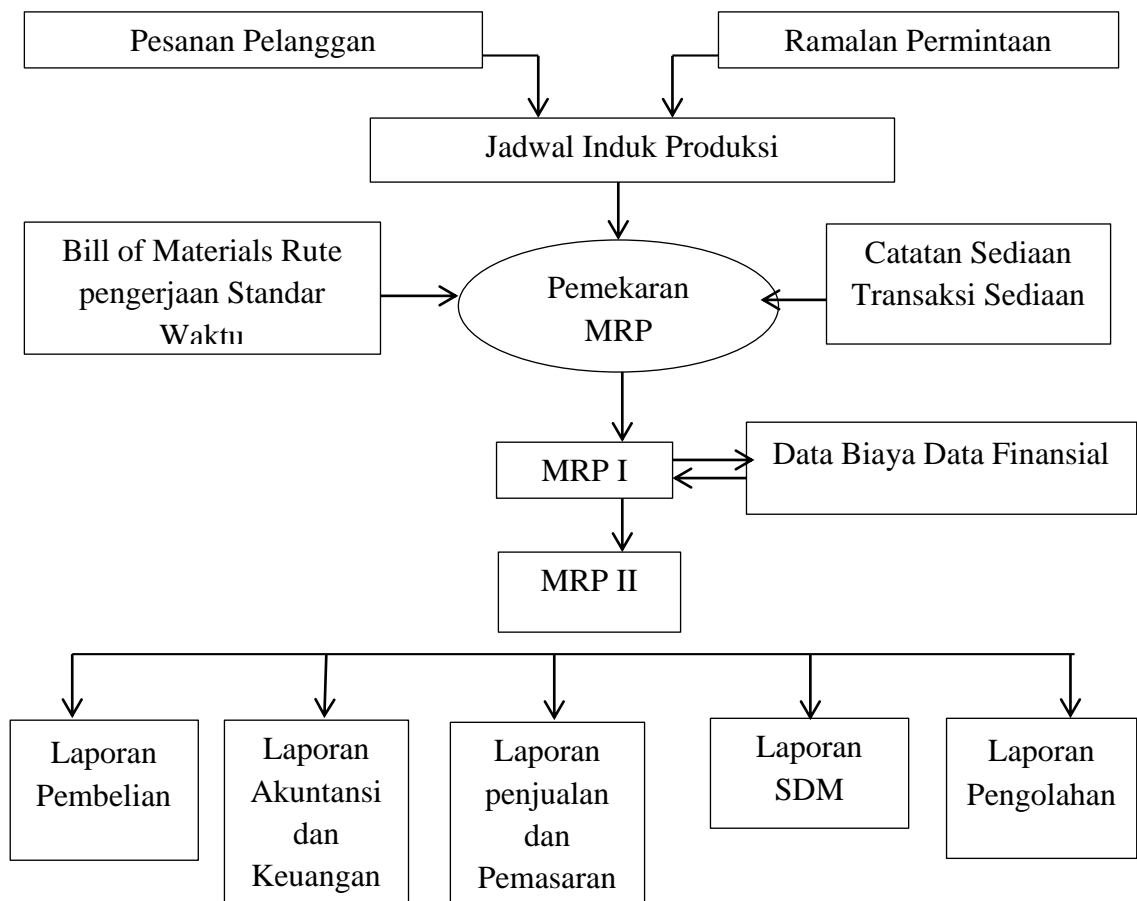 Pesanan Pelanggan
Ramalan Permintaan
Jadwal Induk Produksi
Bill of Materials Rute
pengerjaan Standar
Waktu
Pemekaran
MRP
Catatan Sediaan
Transaksi Sediaan
MRP I
Data Biaya Data Finansial
MRP II
Laporan
Pembelian
Laporan
Akuntansi
dan
Keuangan
Laporan
penjualan
dan
Pemasaran
Laporan
SDM
Laporan
Pengolahan